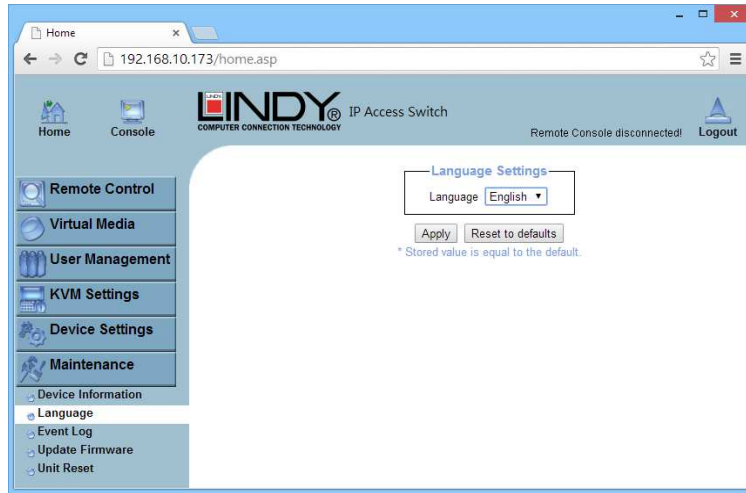 Home
192.168.10.173/home.asp
Home
Console
LINDY®
COMPUTER CONNECTION TECHNOLOGY
IP Access Switch
Remote Console disconnected!
Logout
Remote Control
Virtual Media
User Management
KVM Settings
Device Settings
Maintenance
Device Information
Language
Event Log
Update Firmware
Unit Reset
Language Settings
Language English
Apply Reset to defaults
* Stored value is equal to the default.